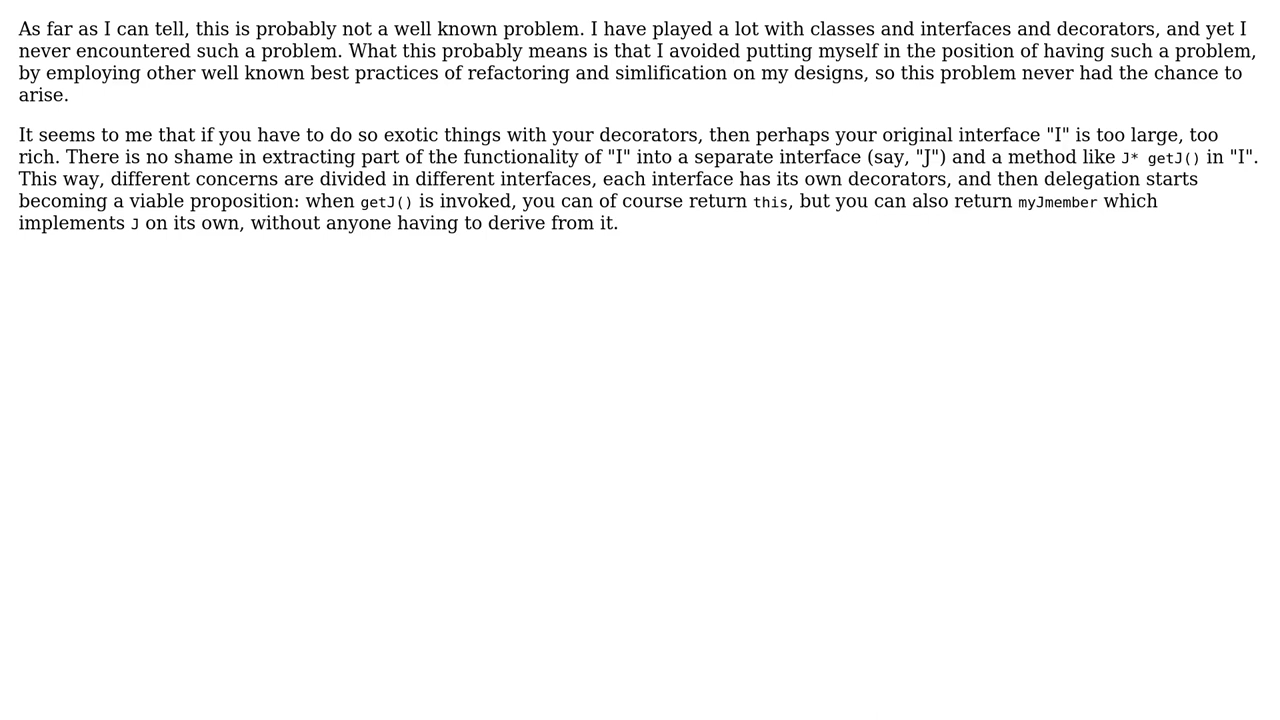 As far as I can tell, this is probably not a well known problem. I have played a lot with classes and interfaces and decorators, and yet I
never encountered such a problem. What this probably means is that I avoided putting myself in the position of having such a problem,
by employing other well known best practices of refactoring and simlification on my designs, so this problem never had the chance to
arise.
It seems to me that if you have to do so exotic things with your decorators, then perhaps your original interface "I" is too large, too
rich. There is no shame in extracting part of the functionality of "I" into a separate interface (say, "J") and a method like J* getJ() in "I".
This way, different concerns are divided in different interfaces, each interface has its own decorators, and then delegation starts
becoming a viable proposition: when getJ() is invoked, you can of course return this, but you can also return myJmember which
implements J on its own, without anyone having to derive from it.